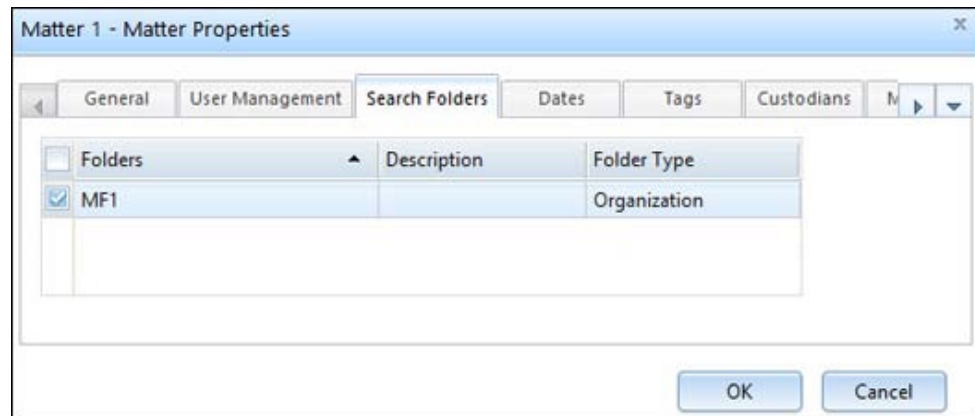 Matter 1 - Matter Properties
General User Management Search Folders Dates Tags Custodians M
Folders Description Folder Type
MF1 Organization
OK Cancel